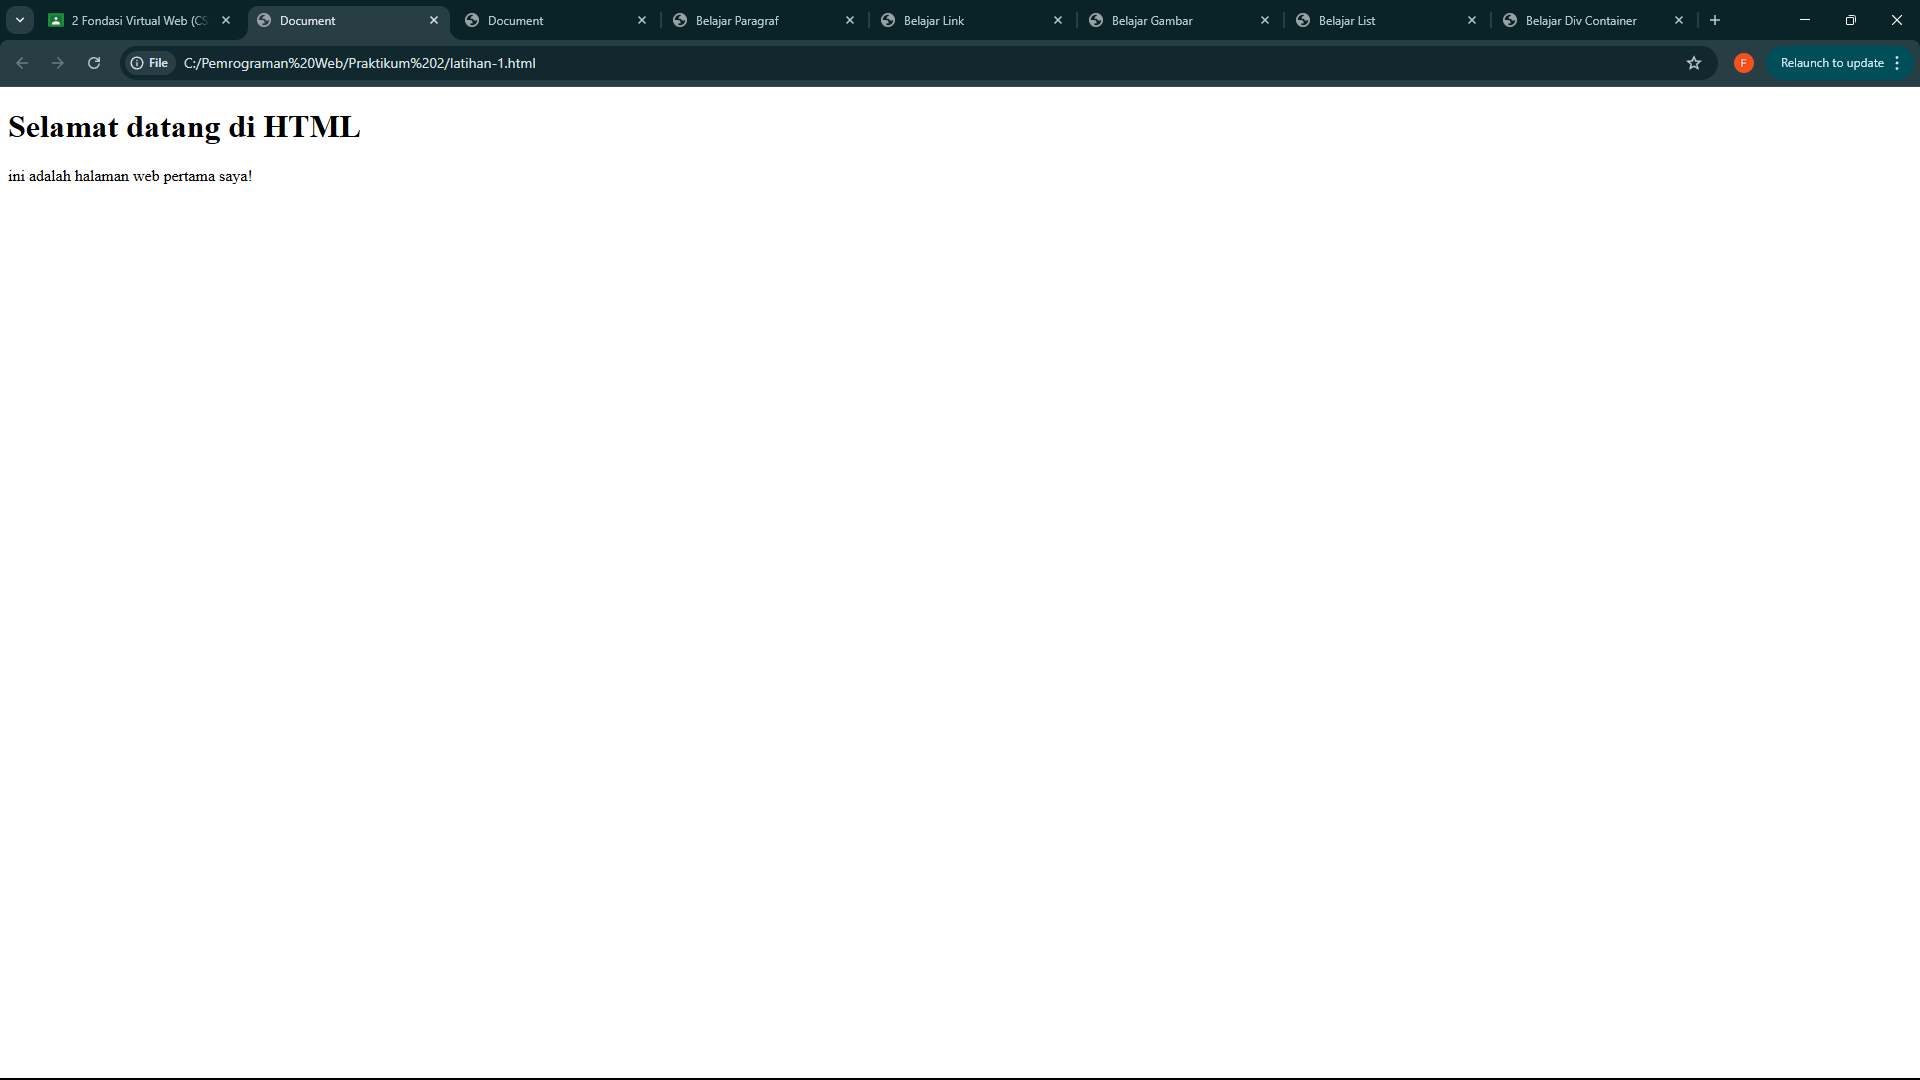 2 Fondasi Virtual Web (CS
Document
Document
Belajar Paragraf
Belajar Link
Belajar Gambar
Belajar List
Belajar Div Container
File
C:/Pemrograman%20Web/Praktikum%202/latihan-1.html
F
Relaunch to update
Selamat datang di HTML
ini adalah halaman web pertama saya!